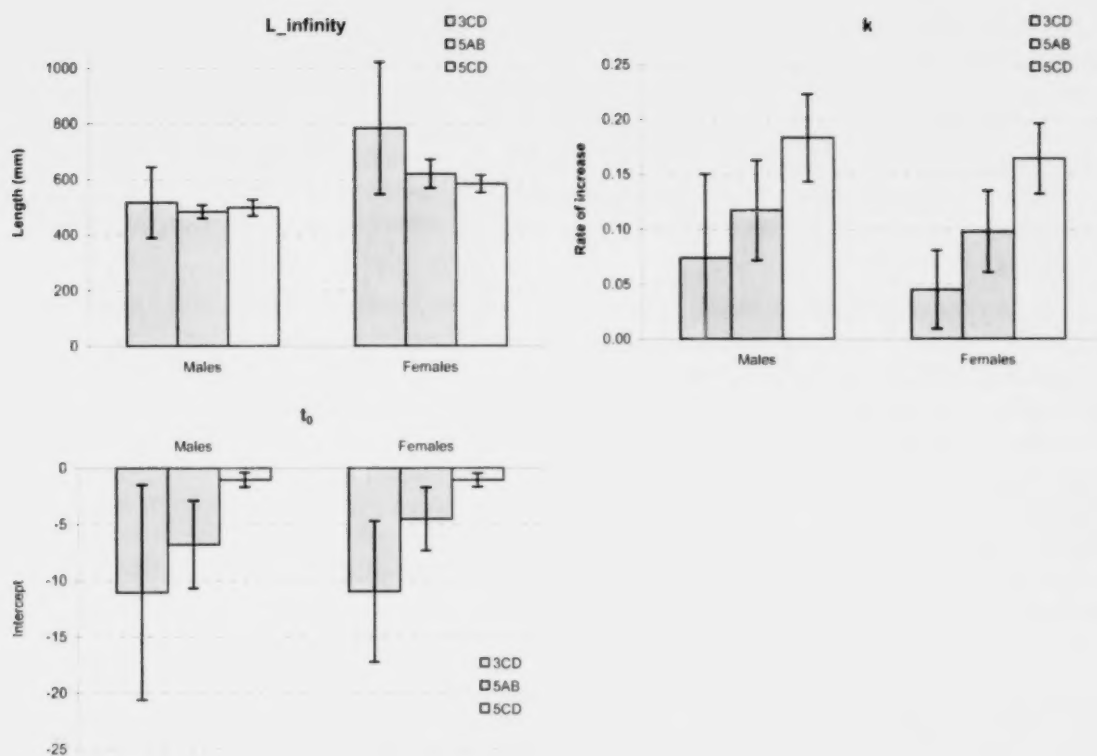 L_infinity
3CD
5AB
5CD
1000
800
600
400
200
0
Length (mm)
Males
Females
k
3CD
5AB
5CD
0.25
0.20
0.15
0.10
0.05
0.00
Rate of increase
Males
Females
t₀
Males
Females
0
-5
-10
-15
-20
-25
Intercept
3CD
5AB
5CD